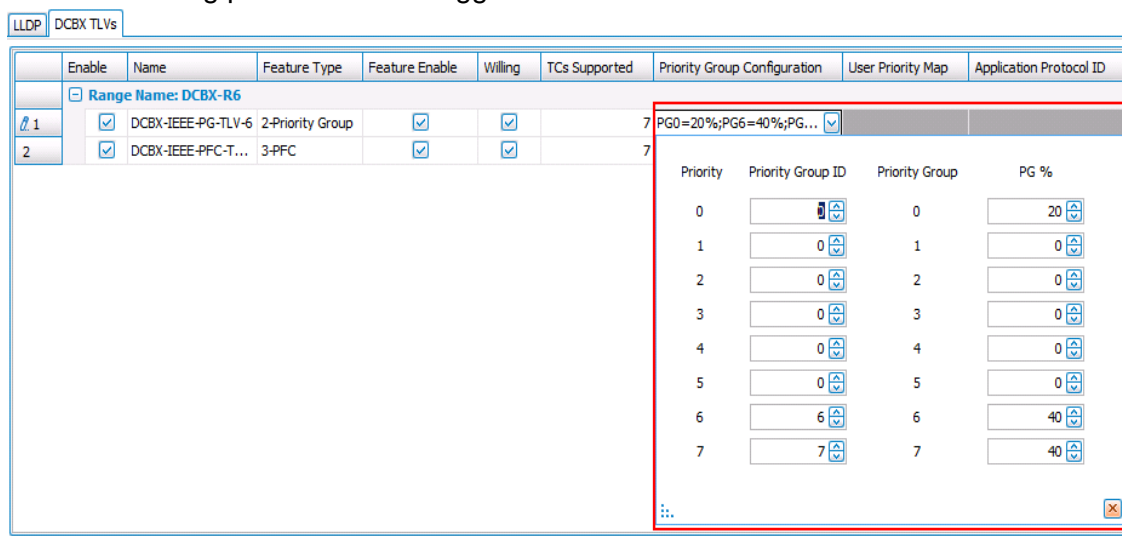 LLDP DCBX TLVs
Enable Name Feature Type Feature Enable Willing TCs Supported Priority Group Configuration User Priority Map Application Protocol ID
Range Name: DCBX-R6
1 DCBX-IEEE-PG-TLV-6 2-Priority Group 7 PG0=20%;PG6=40%;PG...
2 DCBX-IEEE-PFC-T... 3-PFC 7
Priority Priority Group ID Priority Group PG %
0 0 0 20
1 0 1 0
2 0 2 0
3 0 3 0
4 0 4 0
5 0 5 0
6 6 6 40
7 7 7 40